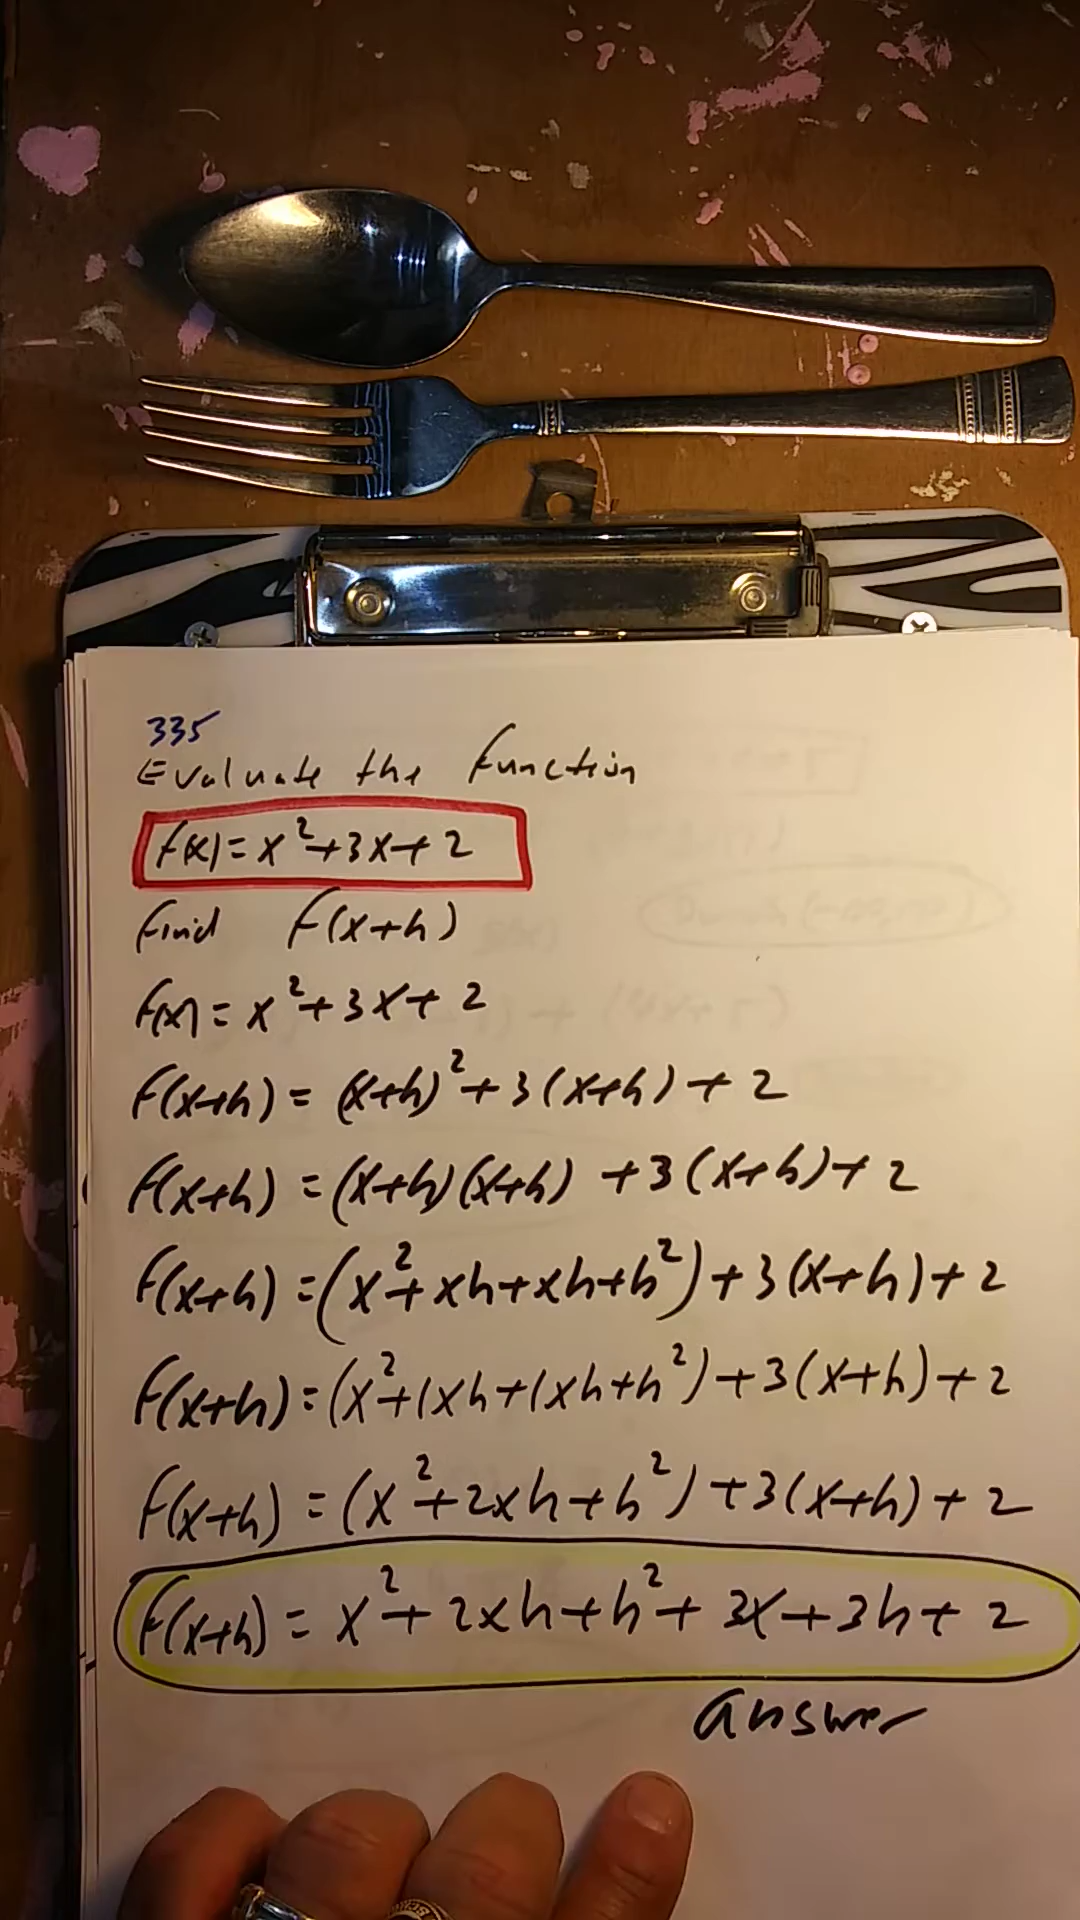 335
Evaluate the function
f(x)=x²+3x+2
find f(x+h)
f(x)=x²+3x+2
f(x+h)=(x+h)²+3(x+h)+2
f(x+h)=(x+h)(x+h)+3(x+h)+2
f(x+h)=(x²+xh+xh+h²)+3(x+h)+2
f(x+h)=(x²+1xh+1xh+h²)+3(x+h)+2
f(x+h)=(x²+2xh+h²)+3(x+h)+2
f(x+h)=x²+2xh+h²+3x+3h+2
answer